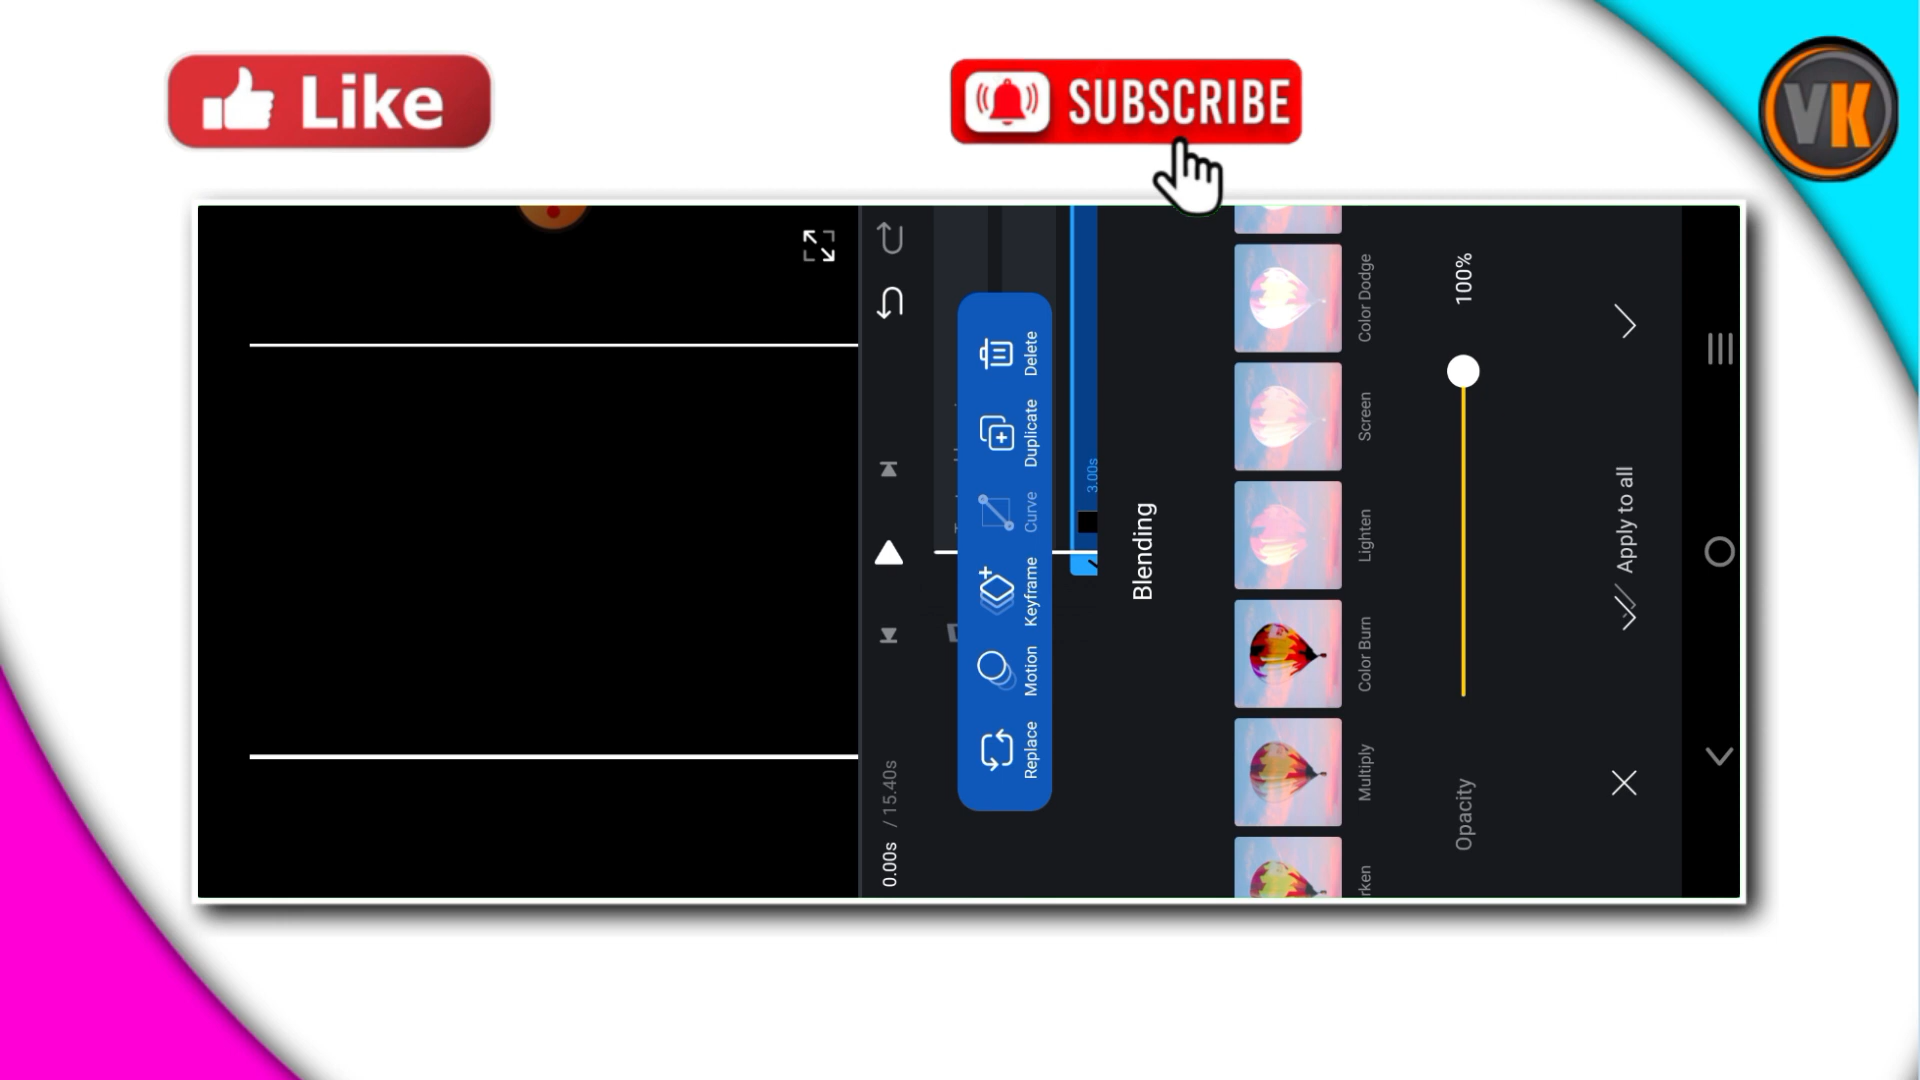 Like
SUBSCRIBE
VK
0.00s / 15.40s
Replace
Motion
Keyframe
Curve
Duplicate
Delete
3.00s
Blending
rken
Multiply
Color Burn
Lighten
Screen
Color Dodge
Opacity
100%
Apply to all